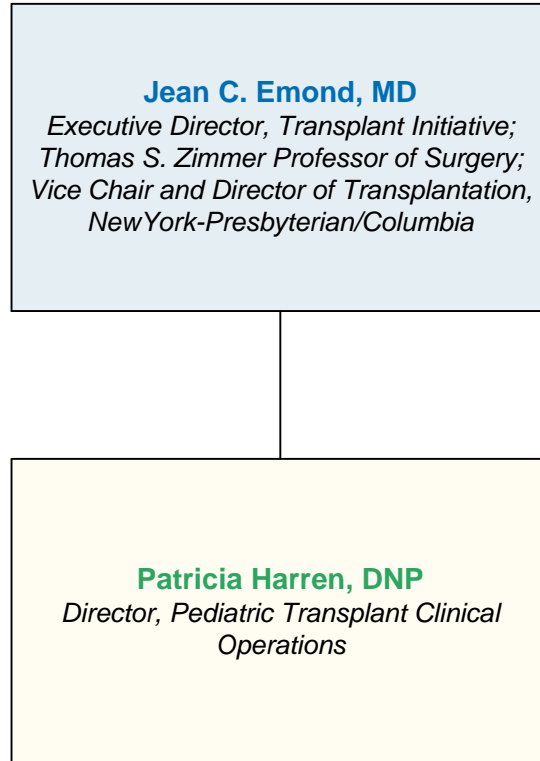 Jean C. Emond, MD
Executive Director, Transplant Initiative;
Thomas S. Zimmer Professor of Surgery;
Vice Chair and Director of Transplantation,
NewYork-Presbyterian/Columbia
Patricia Harren, DNP
Director, Pediatric Transplant Clinical
Operations